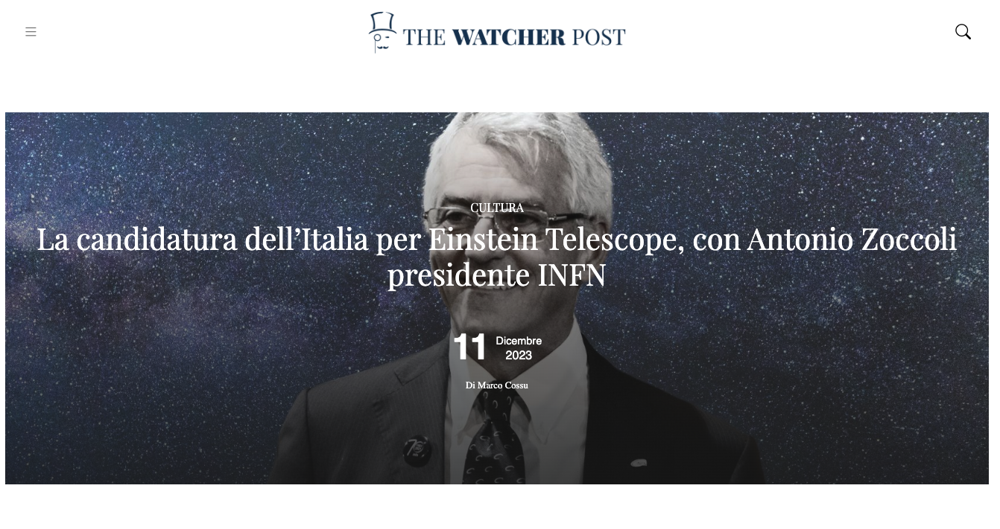 THE WATCHER POST
CULTURA
La candidatura dell’Italia per Einstein Telescope, con Antonio Zoccoli
presidente INFN
11 Dicembre
2023
Di Marco Cossu